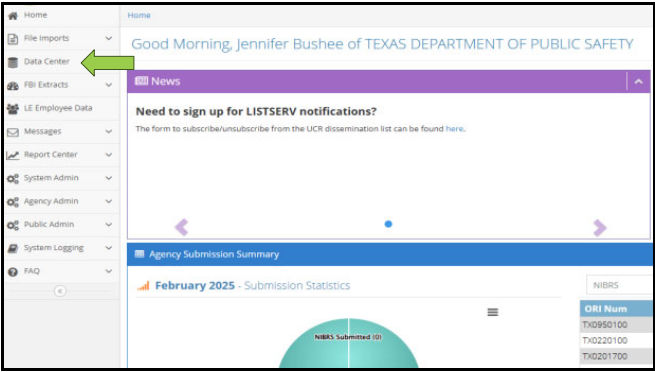 Home
File Imports
Data Center
FBI Extracts
LE Employee Data
Messages
Report Center
System Admin
Agency Admin
Public Admin
System Logging
FAQ
Home
Good Morning, Jennifer Bushee of TEXAS DEPARTMENT OF PUBLIC SAFETY
News
Need to sign up for LISTSERV notifications?
The form to subscribe/unsubscribe from the UCR dissemination list can be found here.
Agency Submission Summary
February 2025 - Submission Statistics
NIBRS Submitted (0)
NIBRS
ORI Num
TX0950100
TX0220100
TX0201700